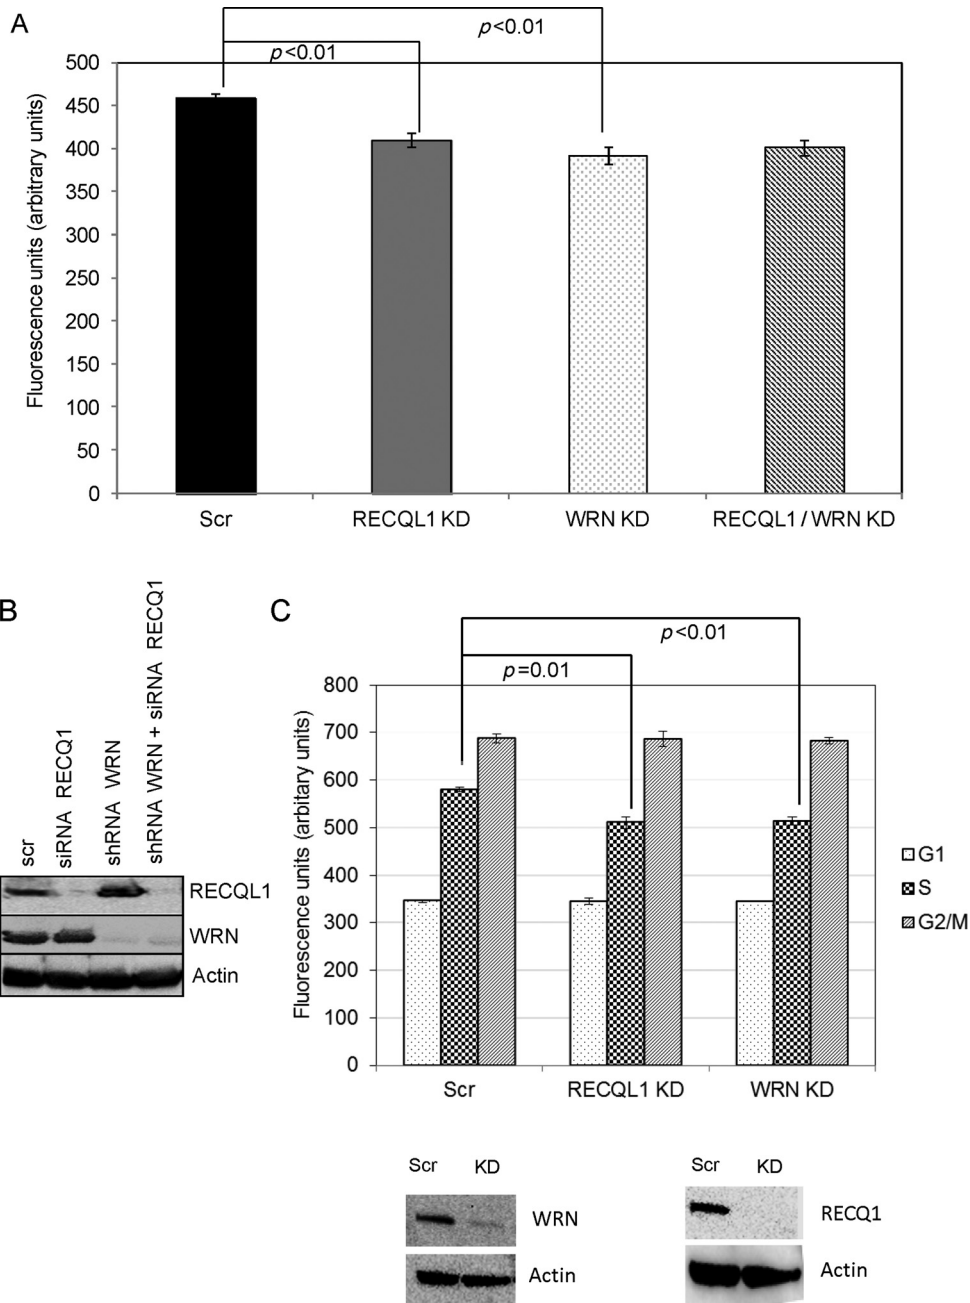 A
p<0.01
p<0.01
Fluorescence units (arbitrary units)
500
450
400
350
300
250
200
150
100
50
0
Scr
RECQL1 KD
WRN KD
RECQL1 / WRN KD
B
scr
siRNA RECQ1
shRNA WRN
shRNA WRN + siRNA RECQ1
RECQL1
WRN
Actin
C
p<0.01
p=0.01
Fluorescence units (arbitary units)
800
700
600
500
400
300
200
100
0
Scr
RECQL1 KD
WRN KD
G1
S
G2/M
Scr
KD
WRN
Actin
Scr
KD
RECQ1
Actin